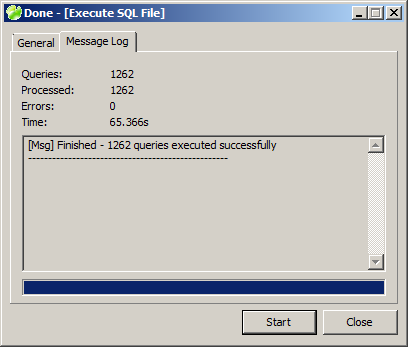 Done - [Execute SQL File]
General Message Log
Queries: 1262
Processed: 1262
Errors: 0
Time: 65.366s
[Msg] Finished - 1262 queries executed successfully
--------------------------------------------------
Start Close